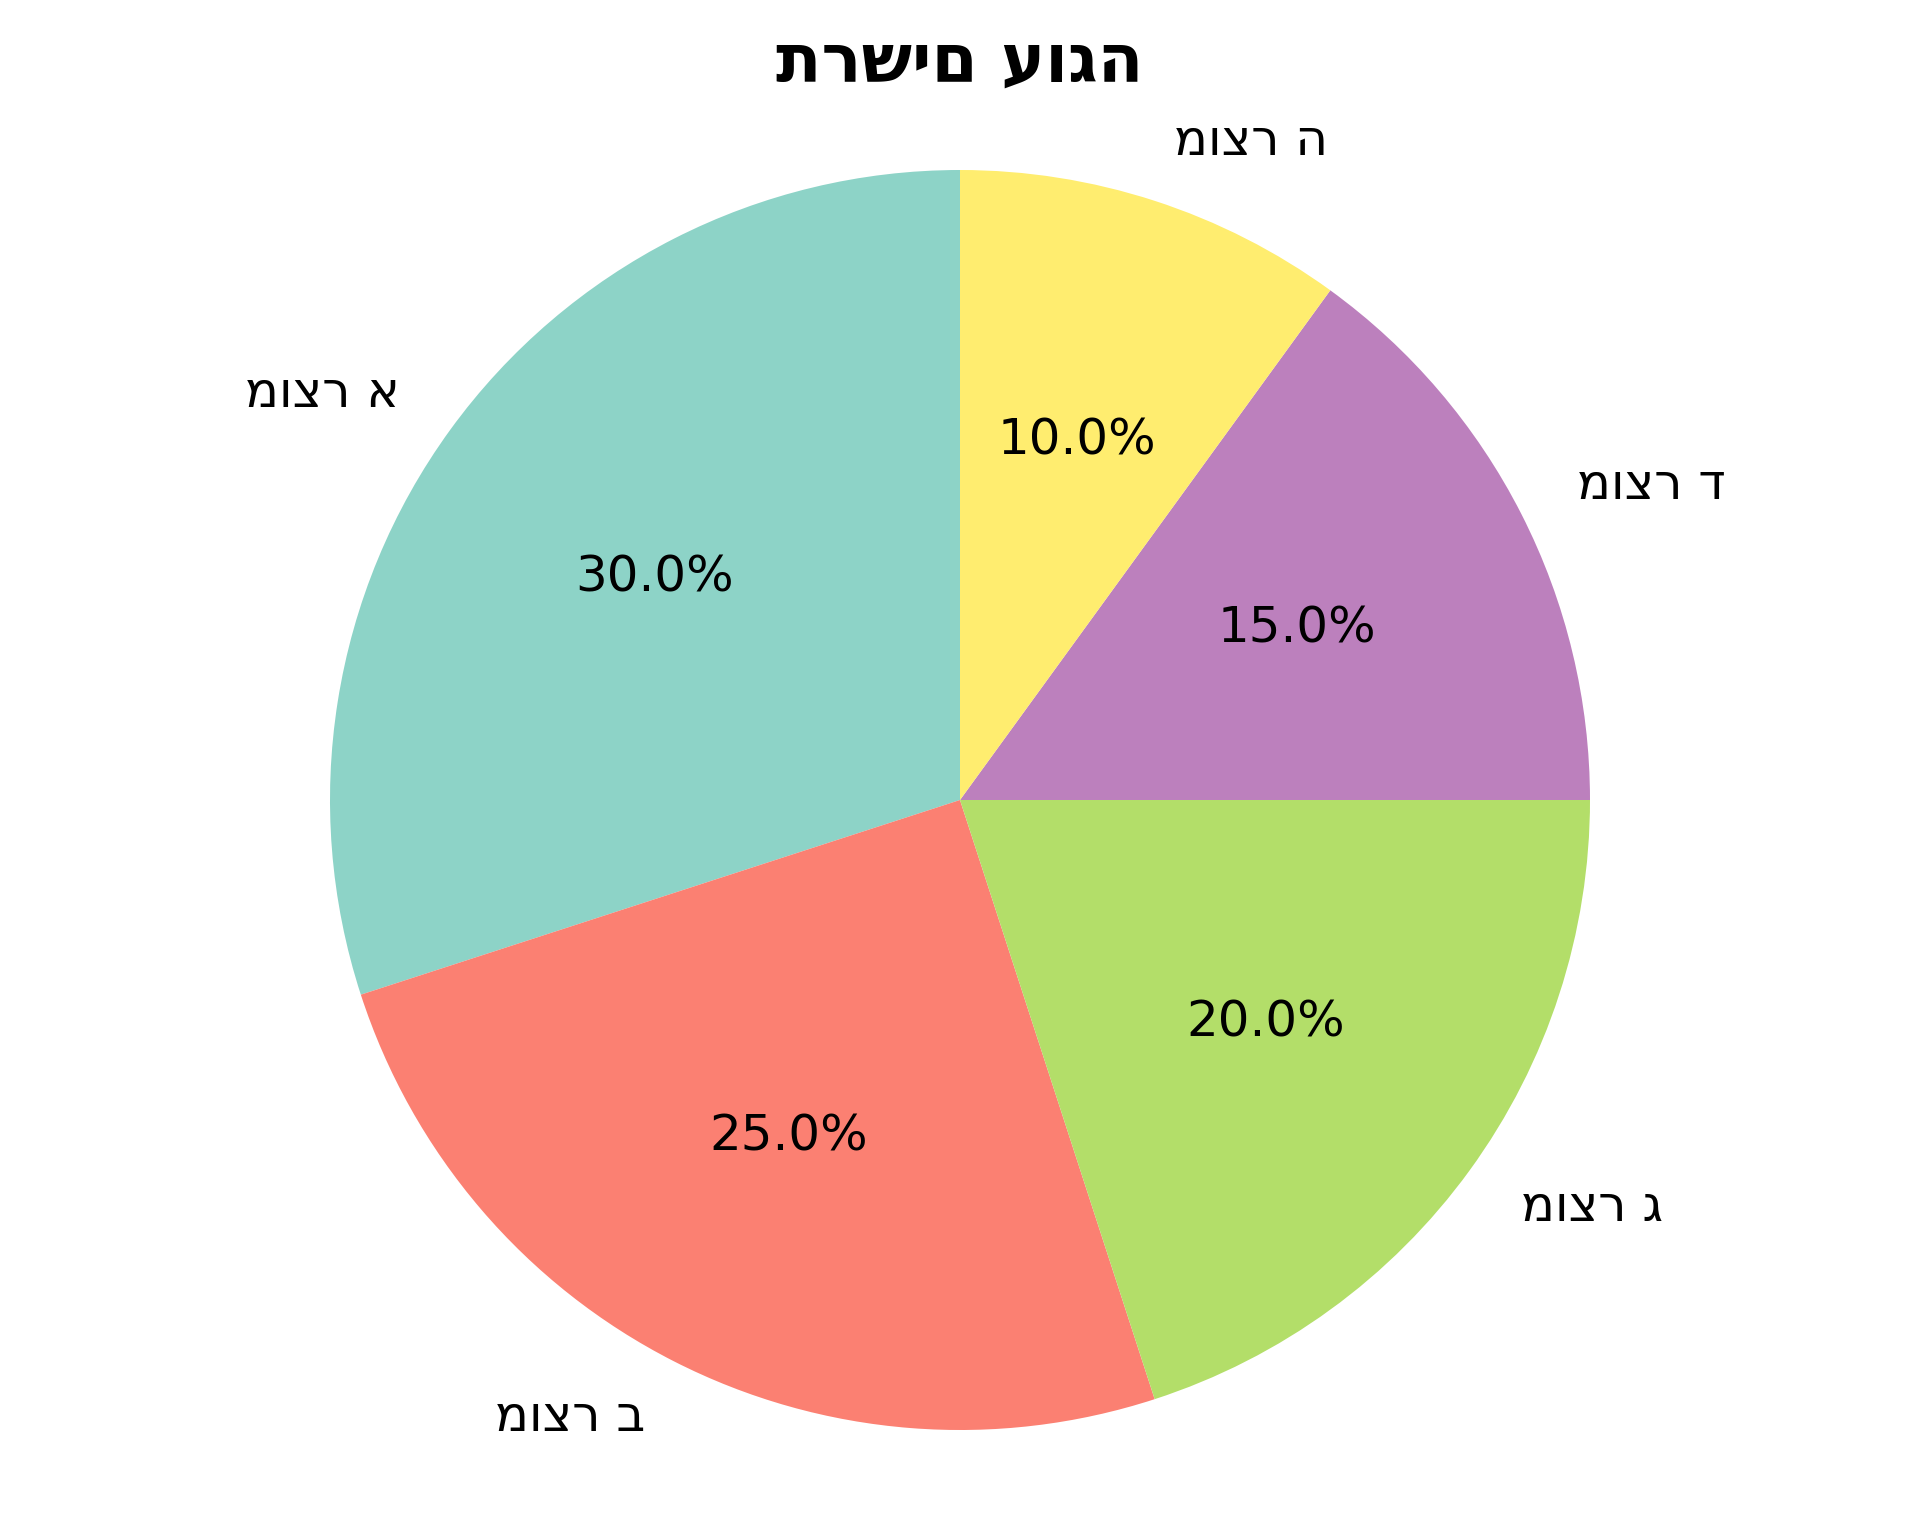 תרשים עוגה
מוצר ה
מוצר א
10.0%
מוצר ד
30.0%
15.0%
20.0%
25.0%
מוצר ג
מוצר ב